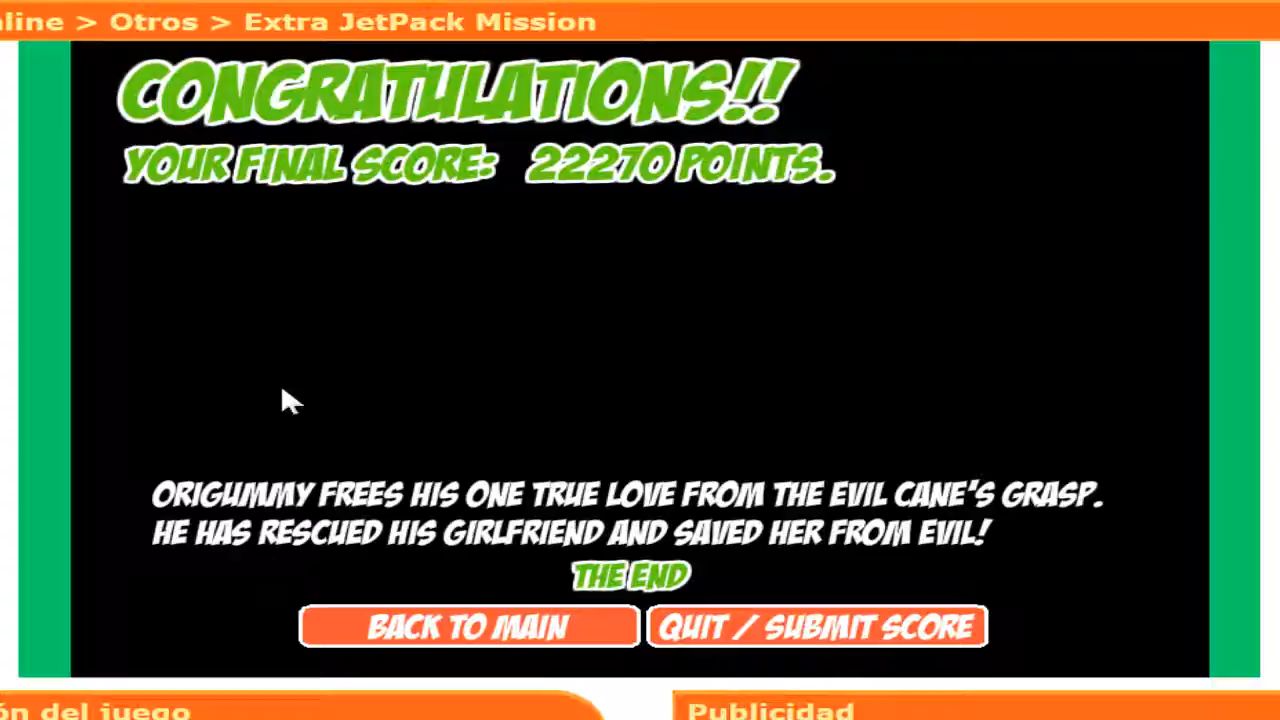 line > Otros > Extra JetPack Mission
CONGRATULATIONS!!
YOUR FINAL SCORE: 22270 POINTS.
ORIGUMMY FREES HIS ONE TRUE LOVE FROM THE EVIL CANE'S GRASP.
HE HAS RESCUED HIS GIRLFRIEND AND SAVED HER FROM EVIL!
THE END
BACK TO MAIN
QUIT / SUBMIT SCORE
ón del juego
Publicidad